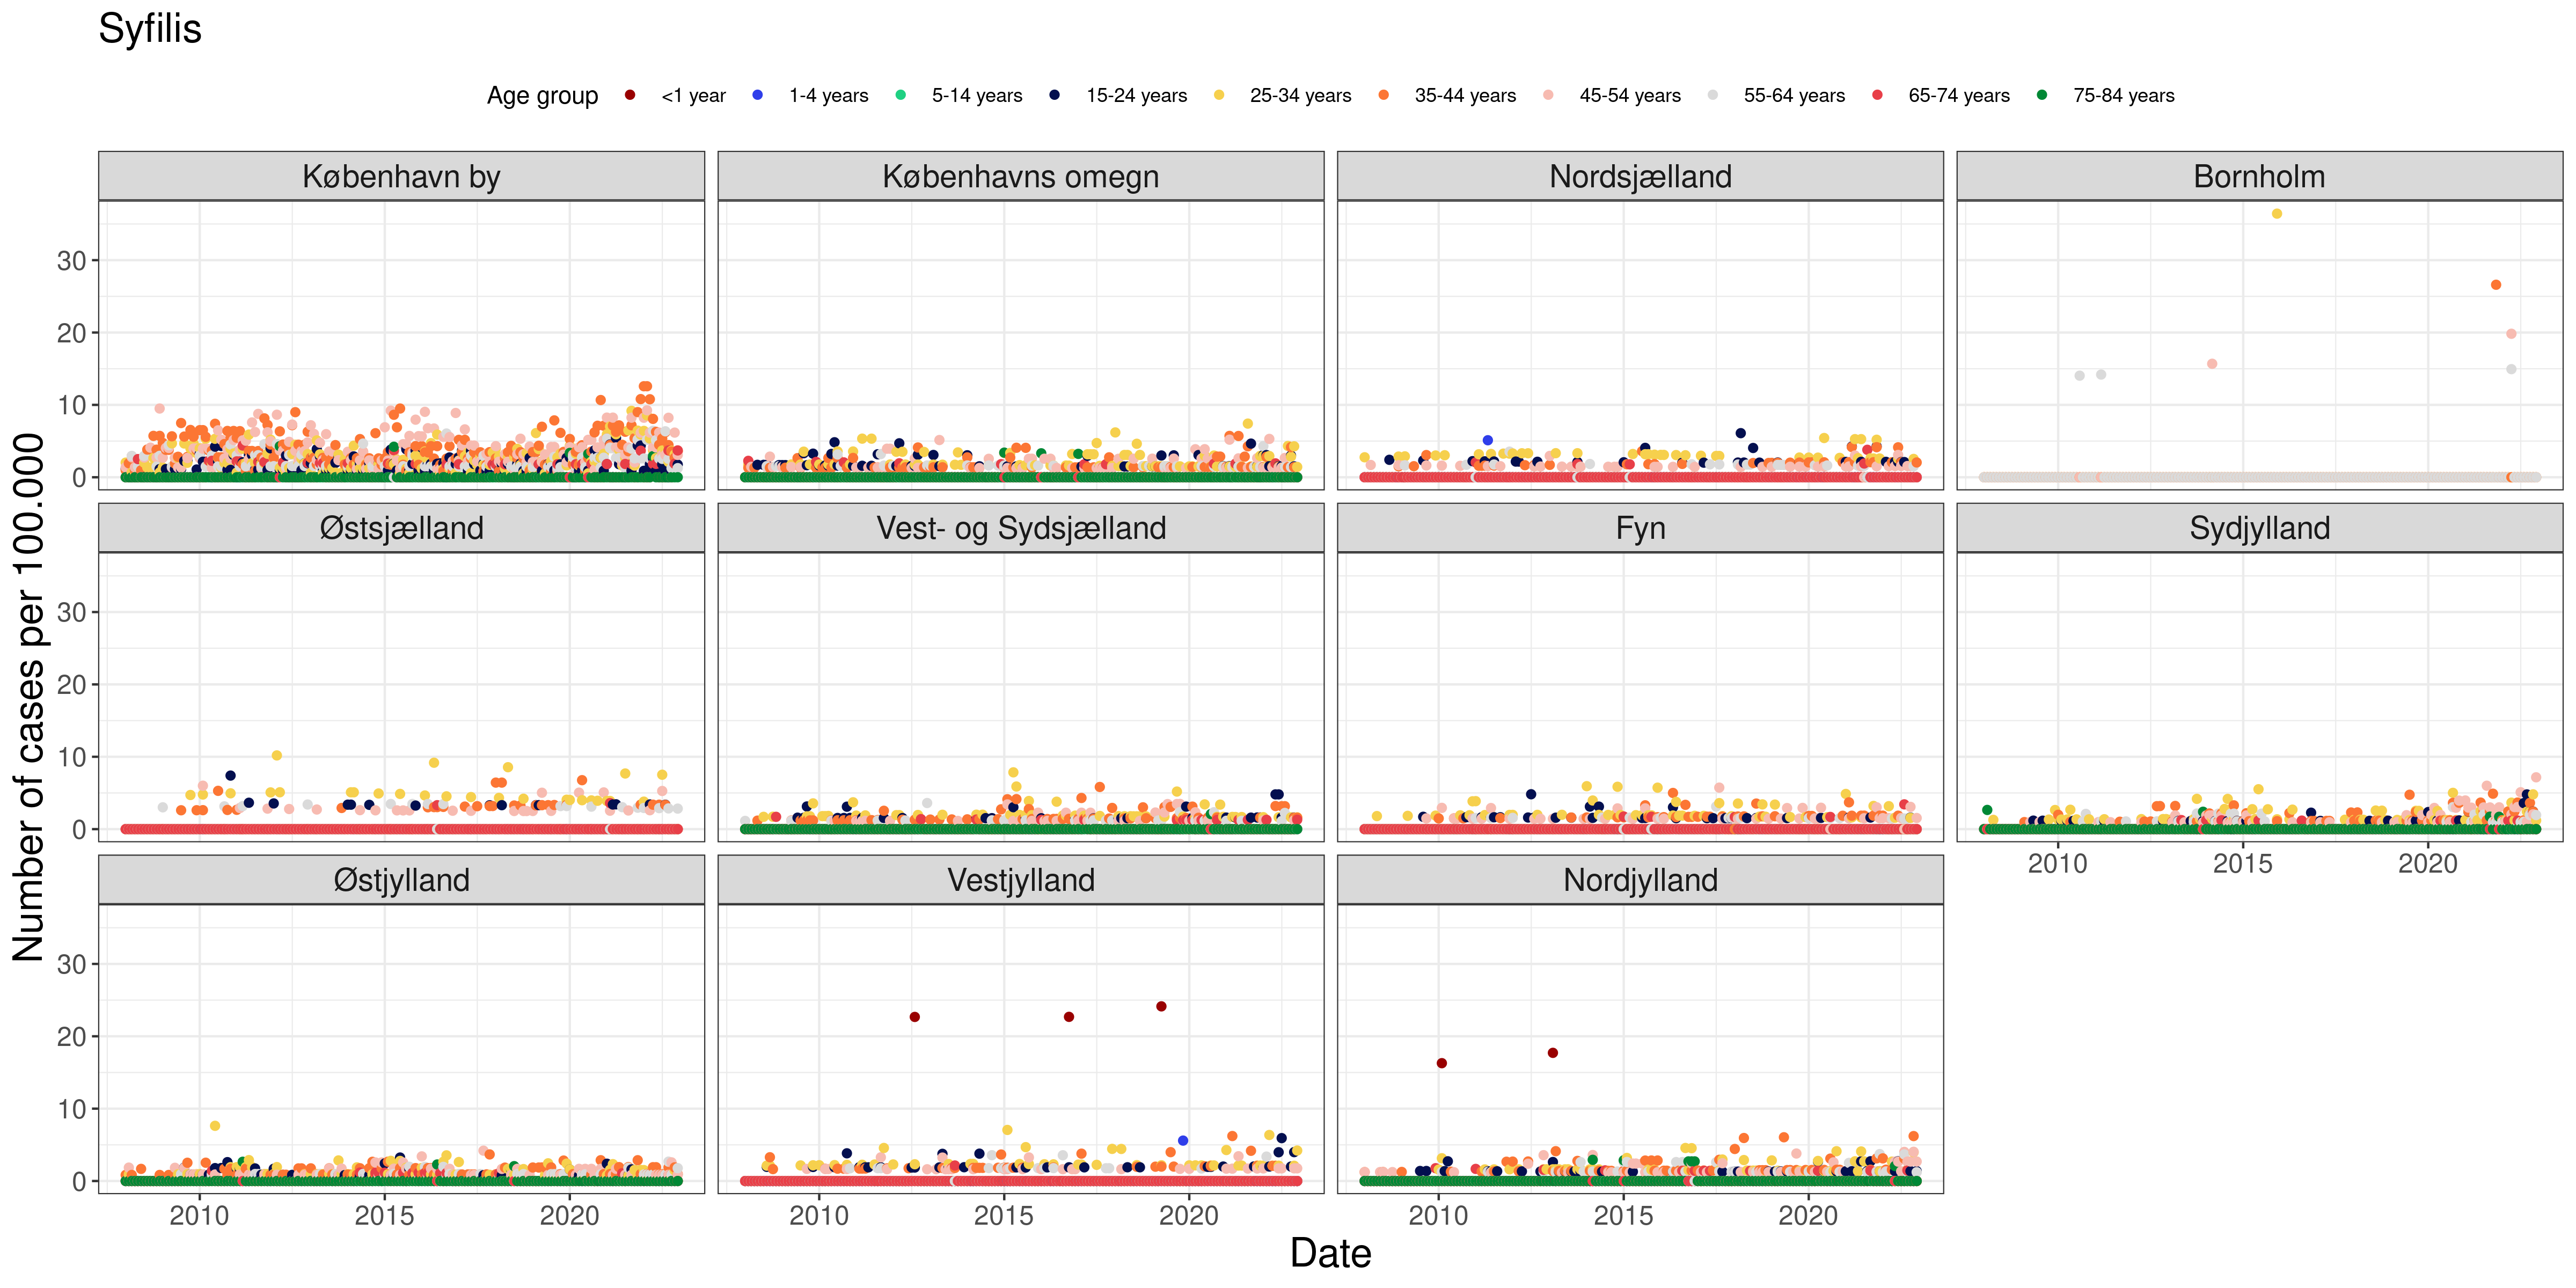 Syfilis
Age group <1 year 1-4 years 5-14 years 15-24 years 25-34 years 35-44 years 45-54 years 55-64 years 65-74 years 75-84 years
København by Københavns omegn Nordsjælland Bornholm
30
20
10
0
Østsjælland Vest- og Sydsjælland Fyn Sydjylland
30
20
10
0
2010 2015 2020
Østjylland Vestjylland Nordjylland
30
20
10
0
2010 2015 2020 2010 2015 2020 2010 2015 2020
Number of cases per 100.000
Date